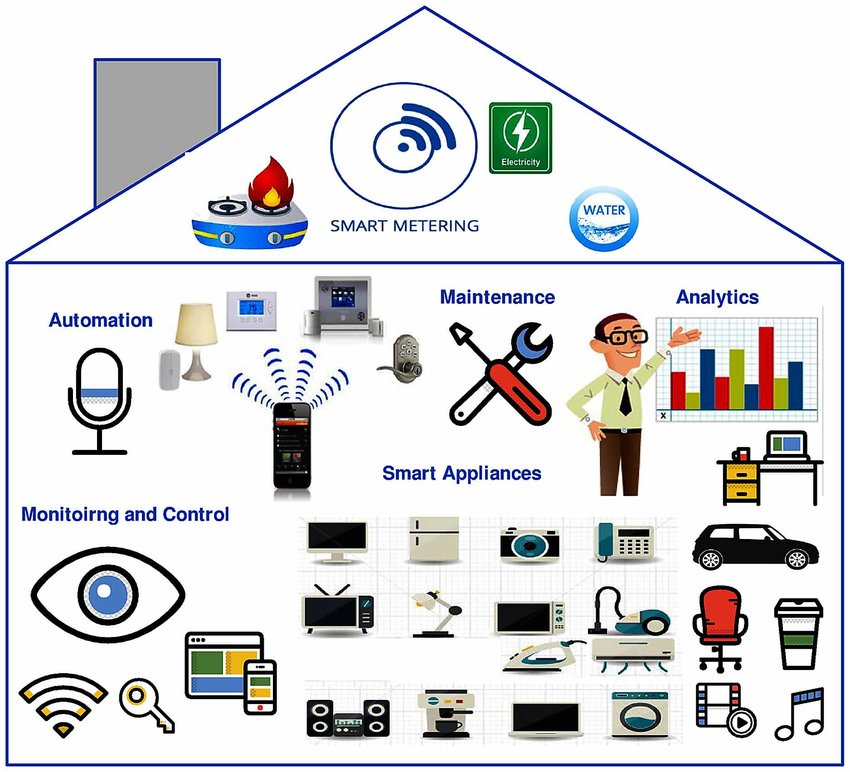 Electricity
WATER
SMART METERING
Automation
Maintenance
Analytics
X
Smart Appliances
Monitoirng and Control